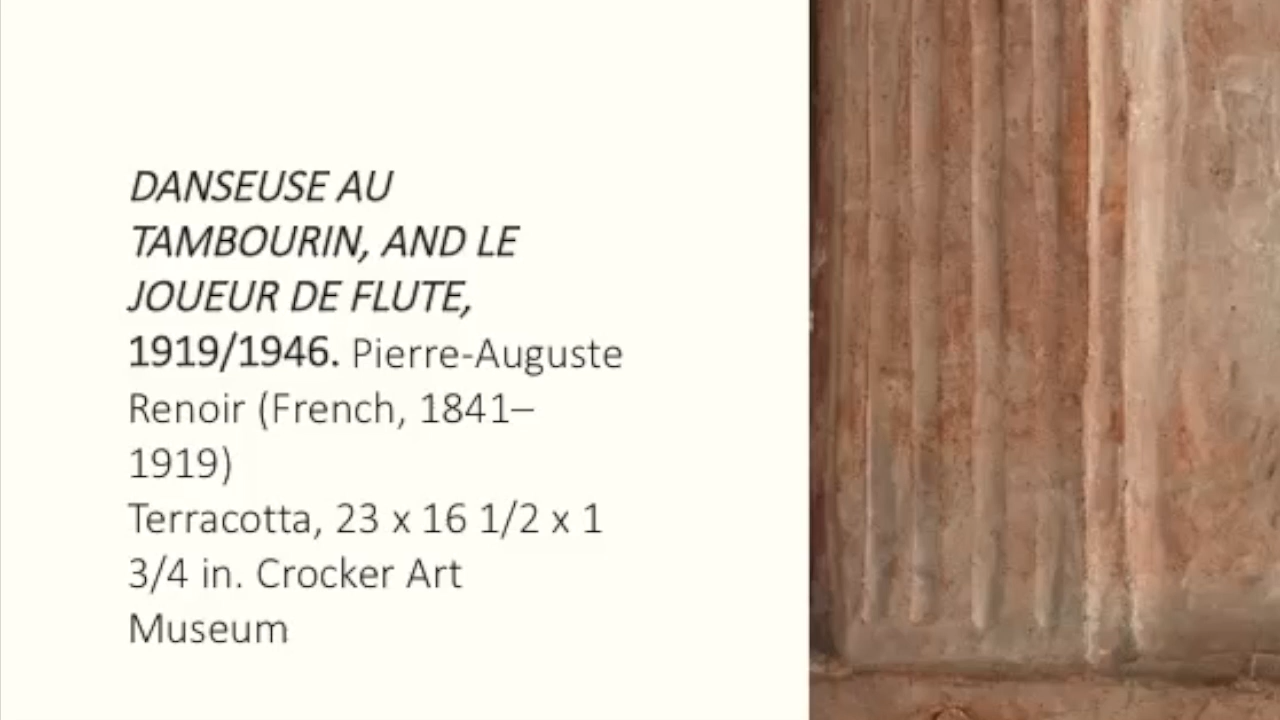 DANSEUSE AU
TAMBOURIN, AND LE
JOUEUR DE FLUTE,
1919/1946. Pierre-Auguste
Renoir (French, 1841–
1919)
Terracotta, 23 x 16 1/2 x 1
3/4 in. Crocker Art
Museum